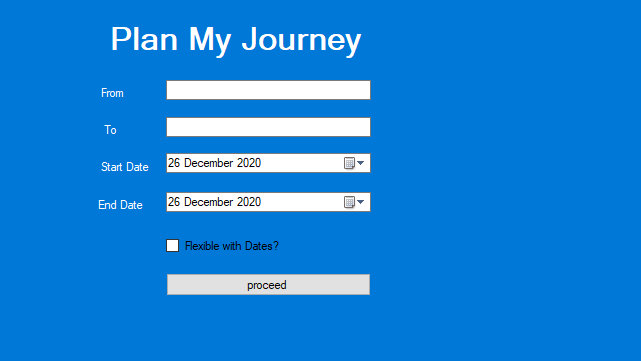 Plan My Journey
From
To
Start Date 26 December 2020
End Date 26 December 2020
Flexible with Dates?
proceed